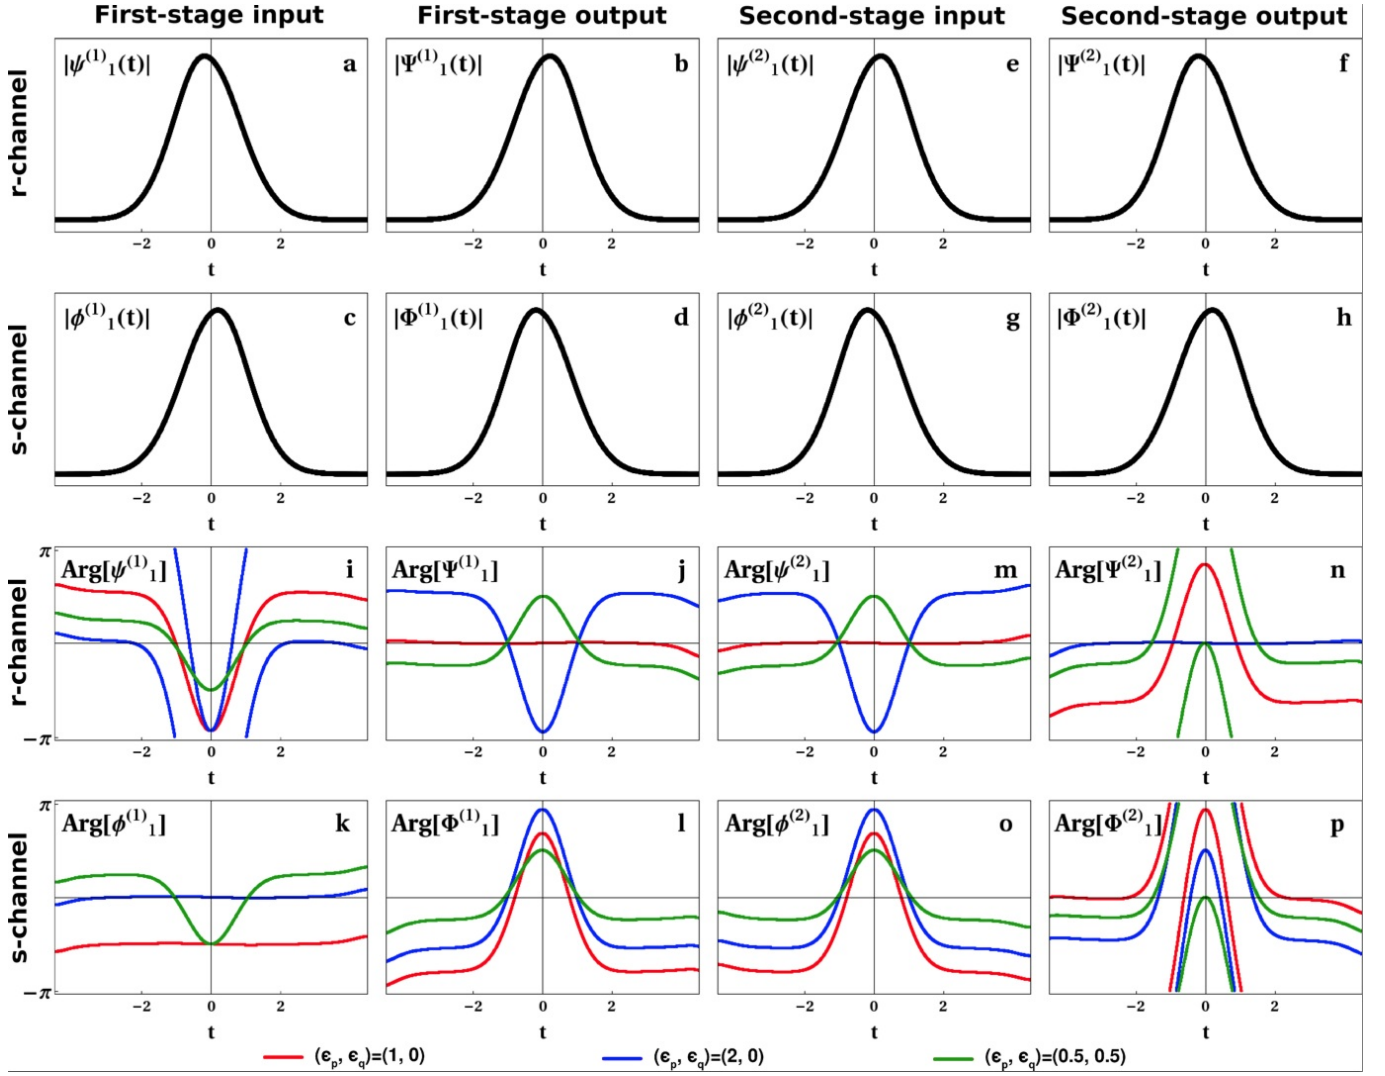 First-stage input First-stage output Second-stage input Second-stage output
r-channel
|ψ⁽¹⁾₁(t)| a
−2 0 2
t
|Ψ⁽¹⁾₁(t)| b
−2 0 2
t
|ψ⁽²⁾₁(t)| e
−2 0 2
t
|Ψ⁽²⁾₁(t)| f
−2 0 2
t
s-channel
|ϕ⁽¹⁾₁(t)| c
−2 0 2
t
|Φ⁽¹⁾₁(t)| d
−2 0 2
t
|ϕ⁽²⁾₁(t)| g
−2 0 2
t
|Φ⁽²⁾₁(t)| h
−2 0 2
t
r-channel
π
−π
Arg[ψ⁽¹⁾₁] i
−2 0 2
t
Arg[Ψ⁽¹⁾₁] j
−2 0 2
t
Arg[ψ⁽²⁾₁] m
−2 0 2
t
Arg[Ψ⁽²⁾₁] n
−2 0 2
t
s-channel
π
−π
Arg[ϕ⁽¹⁾₁] k
−2 0 2
t
Arg[Φ⁽¹⁾₁] l
−2 0 2
t
Arg[ϕ⁽²⁾₁] o
−2 0 2
t
Arg[Φ⁽²⁾₁] p
−2 0 2
t
(ϵp, ϵq)=(1, 0) (ϵp, ϵq)=(2, 0) (ϵp, ϵq)=(0.5, 0.5)